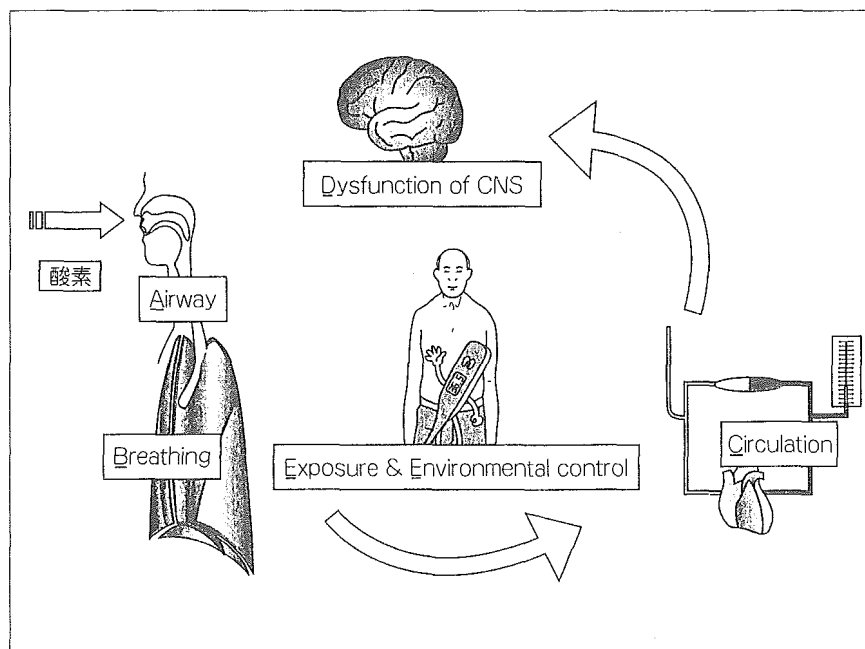 Dysfunction of CNS
酸素
Airway
Breathing
Exposure & Environmental control
Circulation